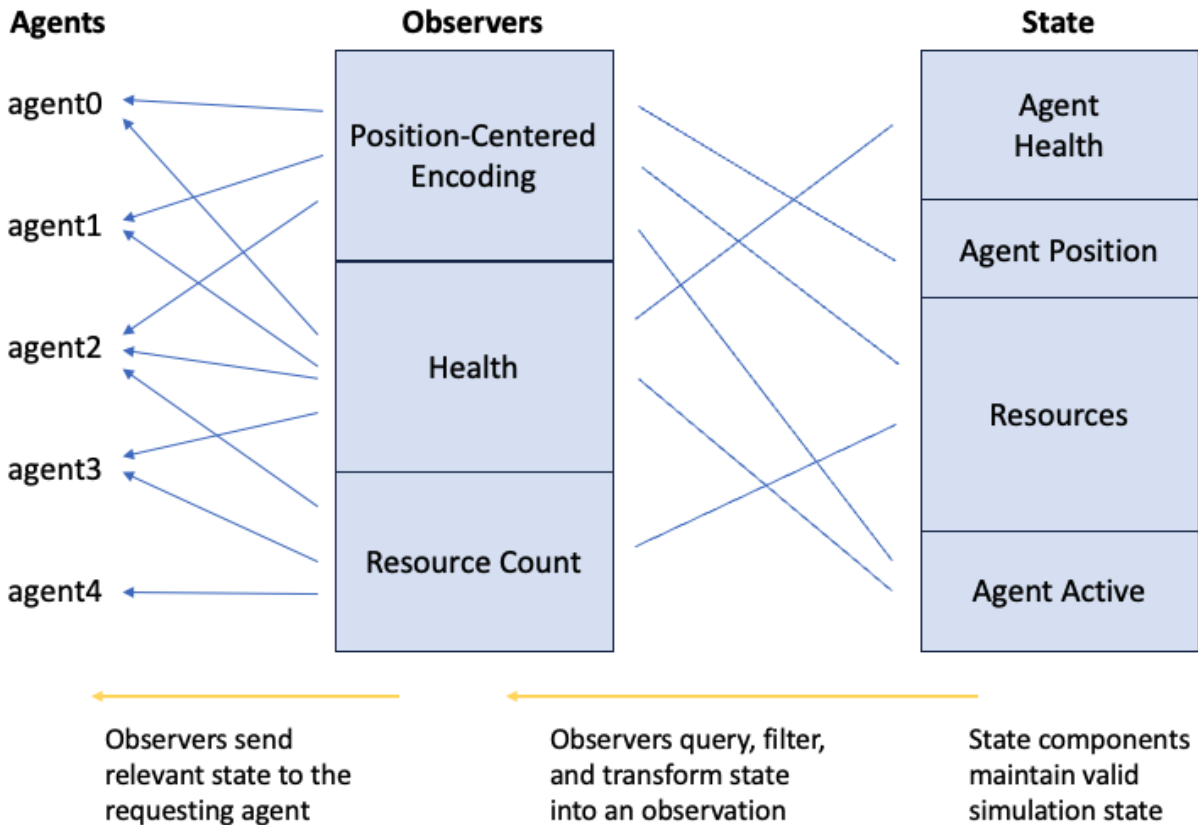 Agents
Observers
State
agent0
agent1
agent2
agent3
agent4
Position-Centered
Encoding
Health
Resource Count
Agent
Health
Agent Position
Resources
Agent Active
Observers send
relevant state to the
requesting agent
Observers query, filter,
and transform state
into an observation
State components
maintain valid
simulation state